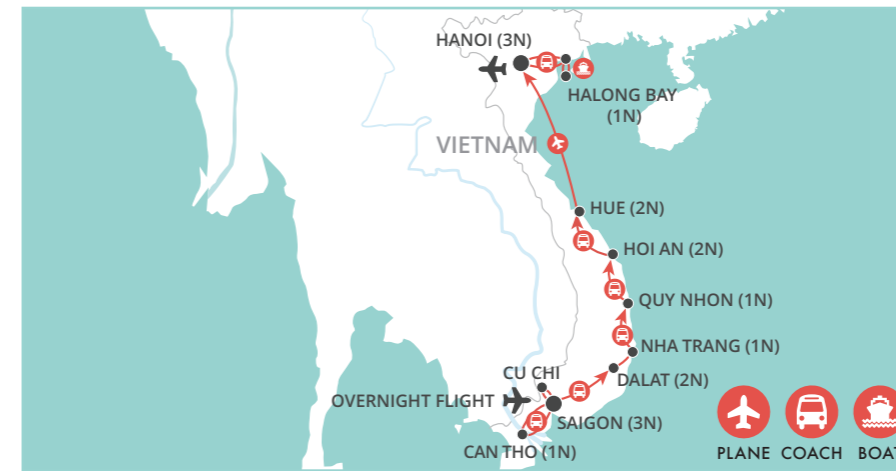 HANOI (3N)
HALONG BAY
(1N)
VIETNAM
HUE (2N)
HOI AN (2N)
QUY NHON (1N)
NHA TRANG (1N)
CU CHI
DALAT (2N)
OVERNIGHT FLIGHT
SAIGON (3N)
CAN THO (1N)
PLANE COACH BOAT